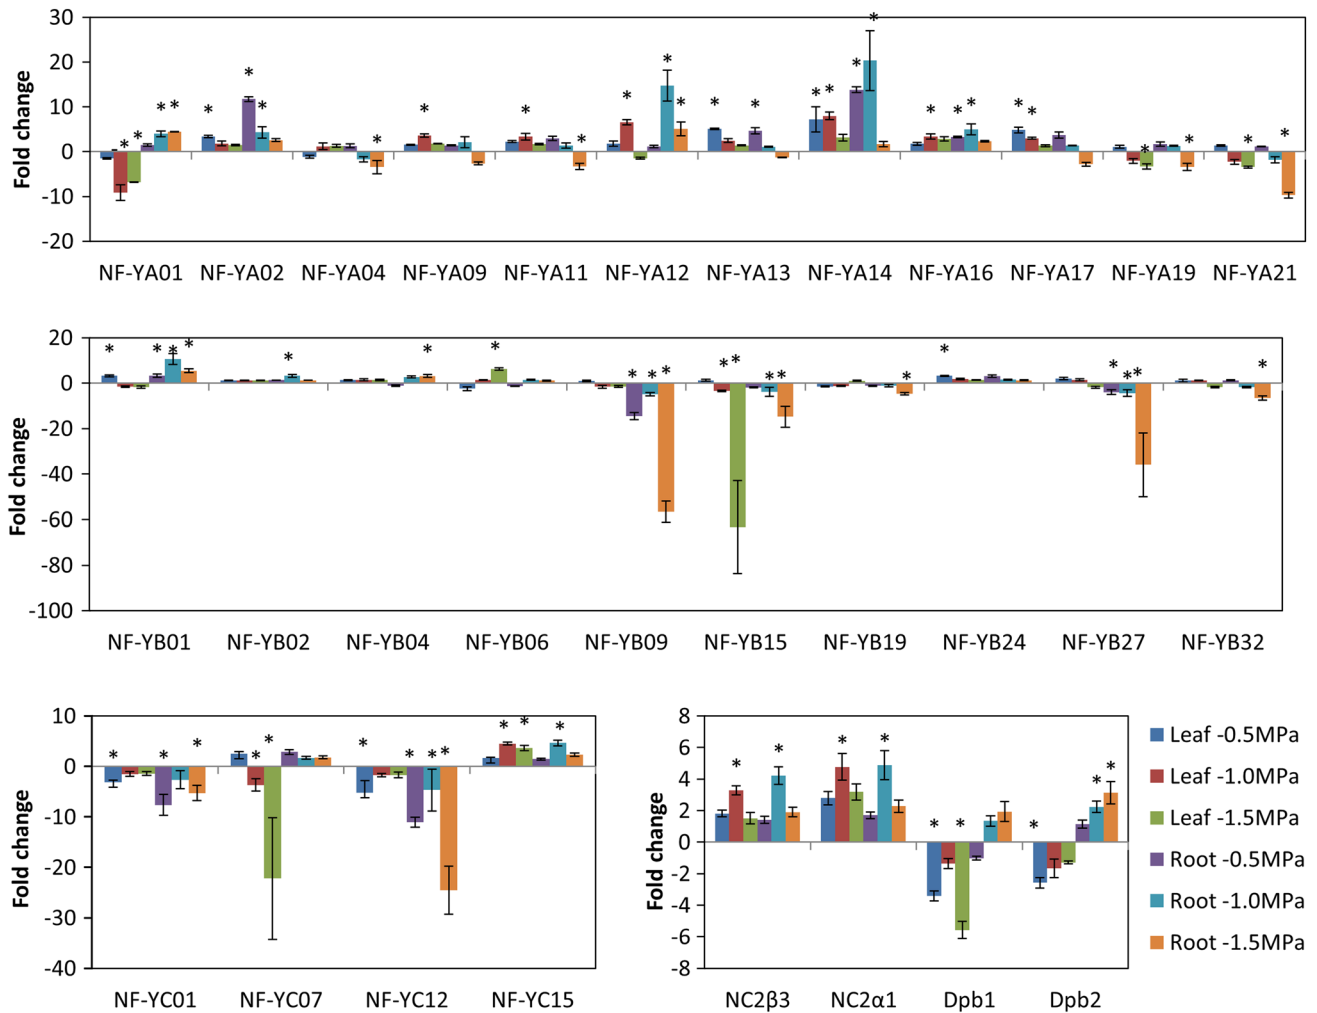 30
20
10
0
-10
-20
Fold change
* * * * *
* * *
*
*
* *
* * *
* *
* * * *
* * *
* *
* *
* *
NF-YA01 NF-YA02 NF-YA04 NF-YA09 NF-YA11 NF-YA12 NF-YA13 NF-YA14 NF-YA16 NF-YA17 NF-YA19 NF-YA21
20
0
-20
-40
-60
-80
-100
Fold change
* * * *
*
*
*
* * *
* * * *
*
*
* * *
*
NF-YB01 NF-YB02 NF-YB04 NF-YB06 NF-YB09 NF-YB15 NF-YB19 NF-YB24 NF-YB27 NF-YB32
10
0
-10
-20
-30
-40
Fold change
* * *
* *
* * * *
* * *
NF-YC01 NF-YC07 NF-YC12 NF-YC15
8
6
4
2
0
-2
-4
-6
-8
Fold change
* *
* *
* *
* * *
NC2β3 NC2α1 Dpb1 Dpb2
Leaf -0.5MPa
Leaf -1.0MPa
Leaf -1.5MPa
Root -0.5MPa
Root -1.0MPa
Root -1.5MPa